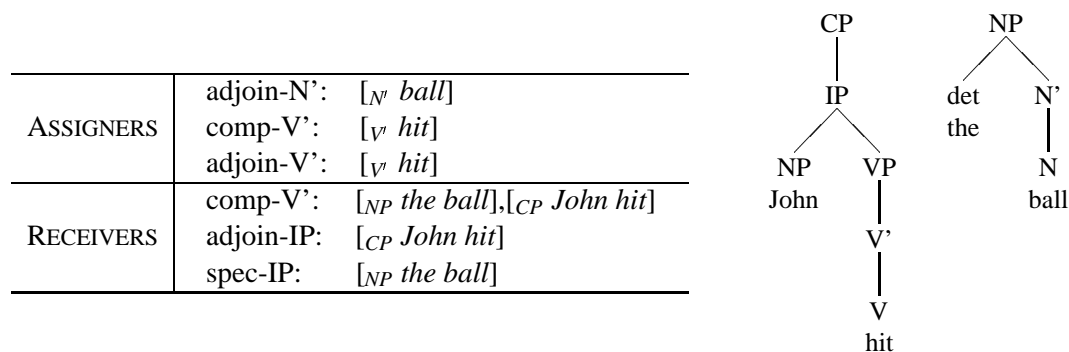 ASSIGNERS
adjoin-N’: [N′ ball]
comp-V’: [V′ hit]
adjoin-V’: [V′ hit]
RECEIVERS
comp-V’: [NP the ball],[CP John hit]
adjoin-IP: [CP John hit]
spec-IP: [NP the ball]
CP
IP
NP VP
John
V’
V
hit
NP
det N’
the
N
ball